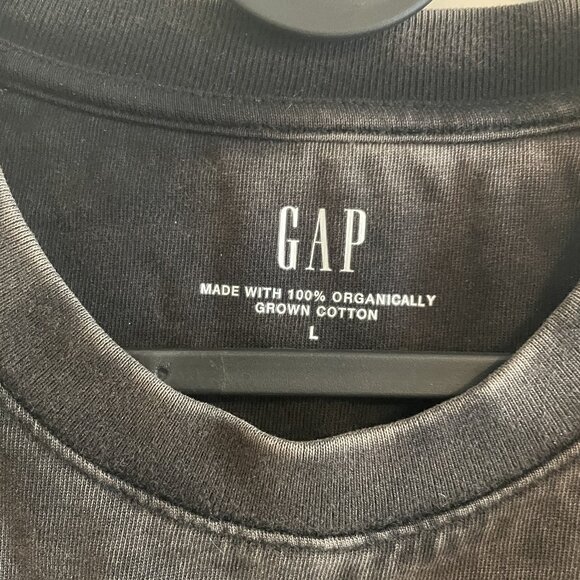 GAP
MADE WITH 100% ORGANICALLY
GROWN COTTON
L